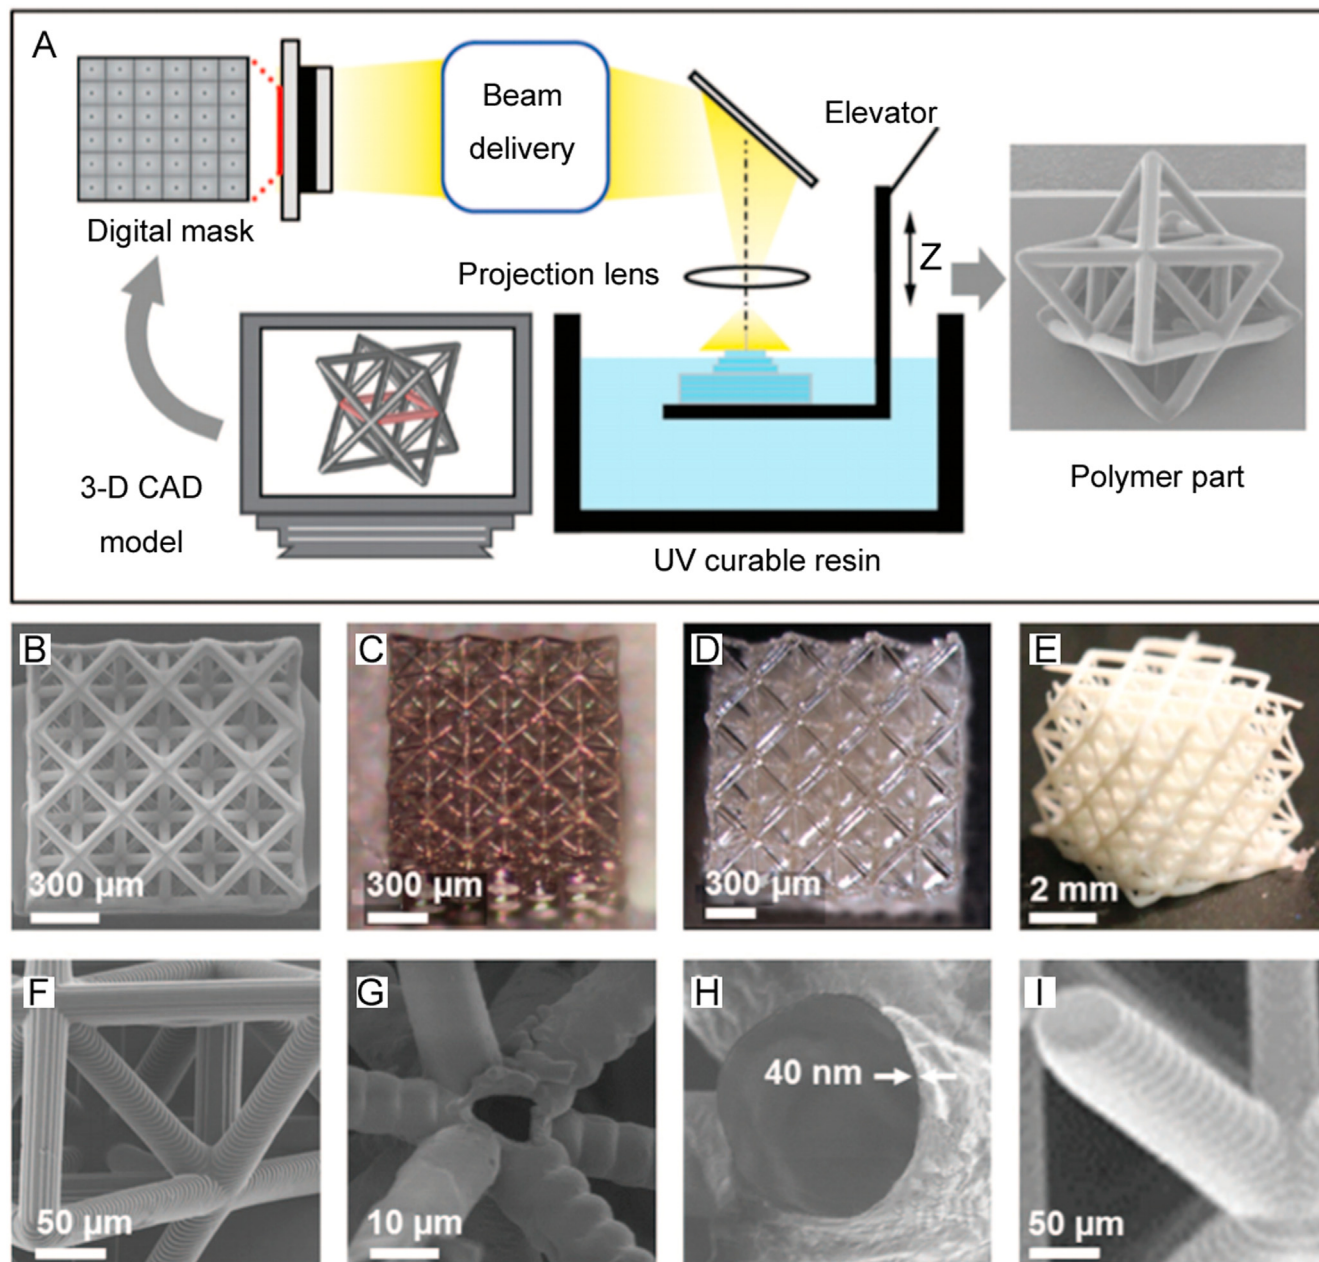 A
Beam
delivery
Elevator
Digital mask
Projection lens
Z
3-D CAD
model
Polymer part
UV curable resin
B
300 µm
C
300 µm
D
300 µm
E
2 mm
F
50 µm
G
10 µm
H
40 nm
I
50 µm